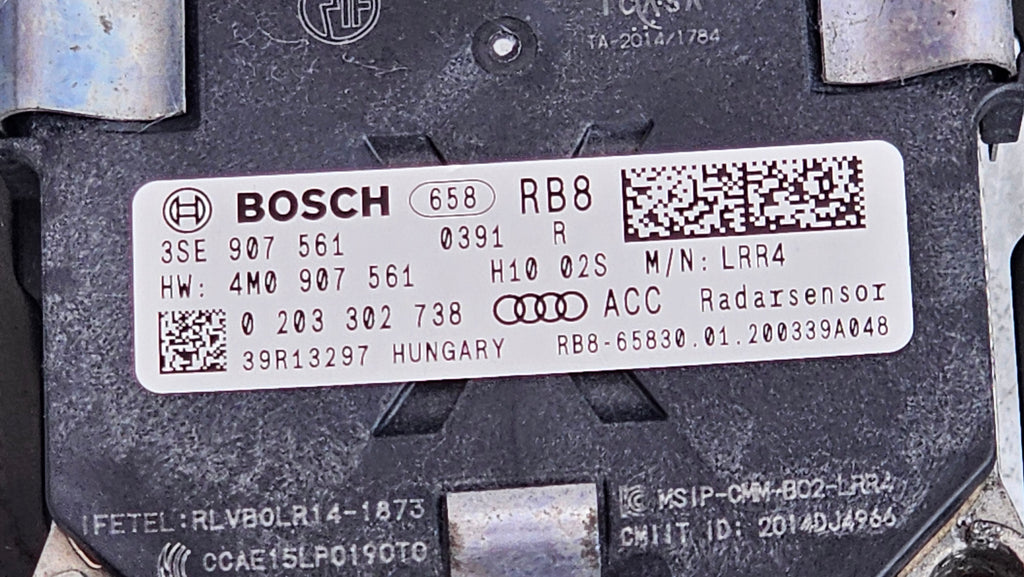 TA-2014/1784
BOSCH 658 RB8
3SE 907 561 0391 R
HW: 4M0 907 561 H10 02S M/N: LRR4
0 203 302 738 ACC Radarsensor
39R13297 HUNGARY RB8-65830.01.200339A048
IFETEL:RLVBOLR14-1873
MSIP-CMM-BO2-LRR4
CCAE15LP0190T0
CMIIT ID: 2014DJ4966